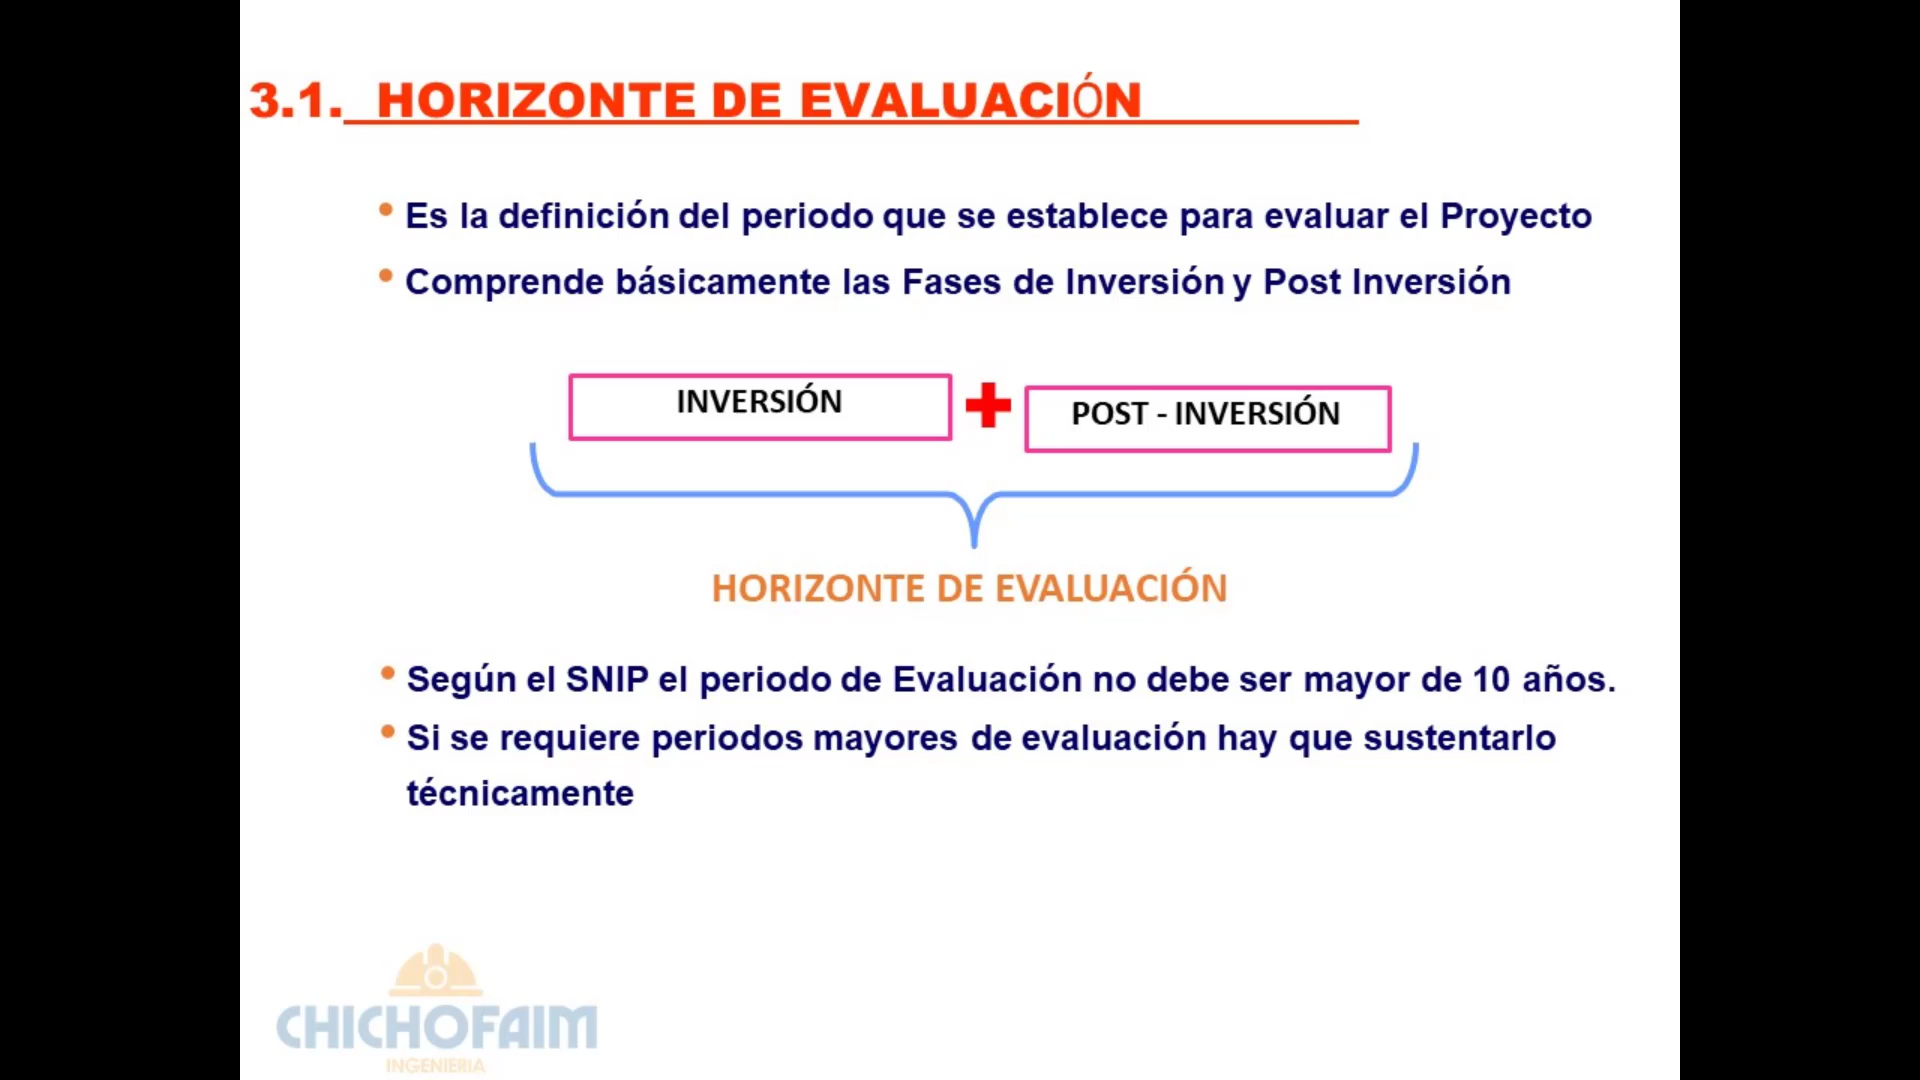 3.1. HORIZONTE DE EVALUACIÓN
• Es la definición del periodo que se establece para evaluar el Proyecto
• Comprende básicamente las Fases de Inversión y Post Inversión
INVERSIÓN + POST - INVERSIÓN
HORIZONTE DE EVALUACIÓN
• Según el SNIP el periodo de Evaluación no debe ser mayor de 10 años.
• Si se requiere periodos mayores de evaluación hay que sustentarlo
técnicamente
CHICHOFAIM
INGENIERIA